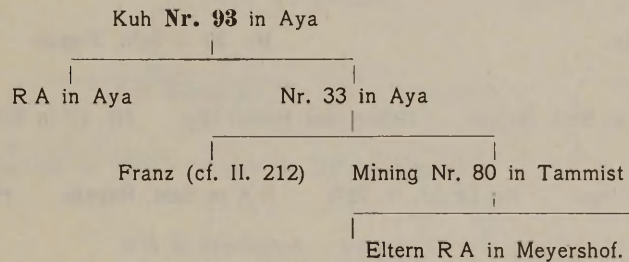 Kuh Nr. 93 in Aya
R A in Aya Nr. 33 in Aya
Franz (cf. II. 212) Mining Nr. 80 in Tammist
Eltern R A in Meyershof.